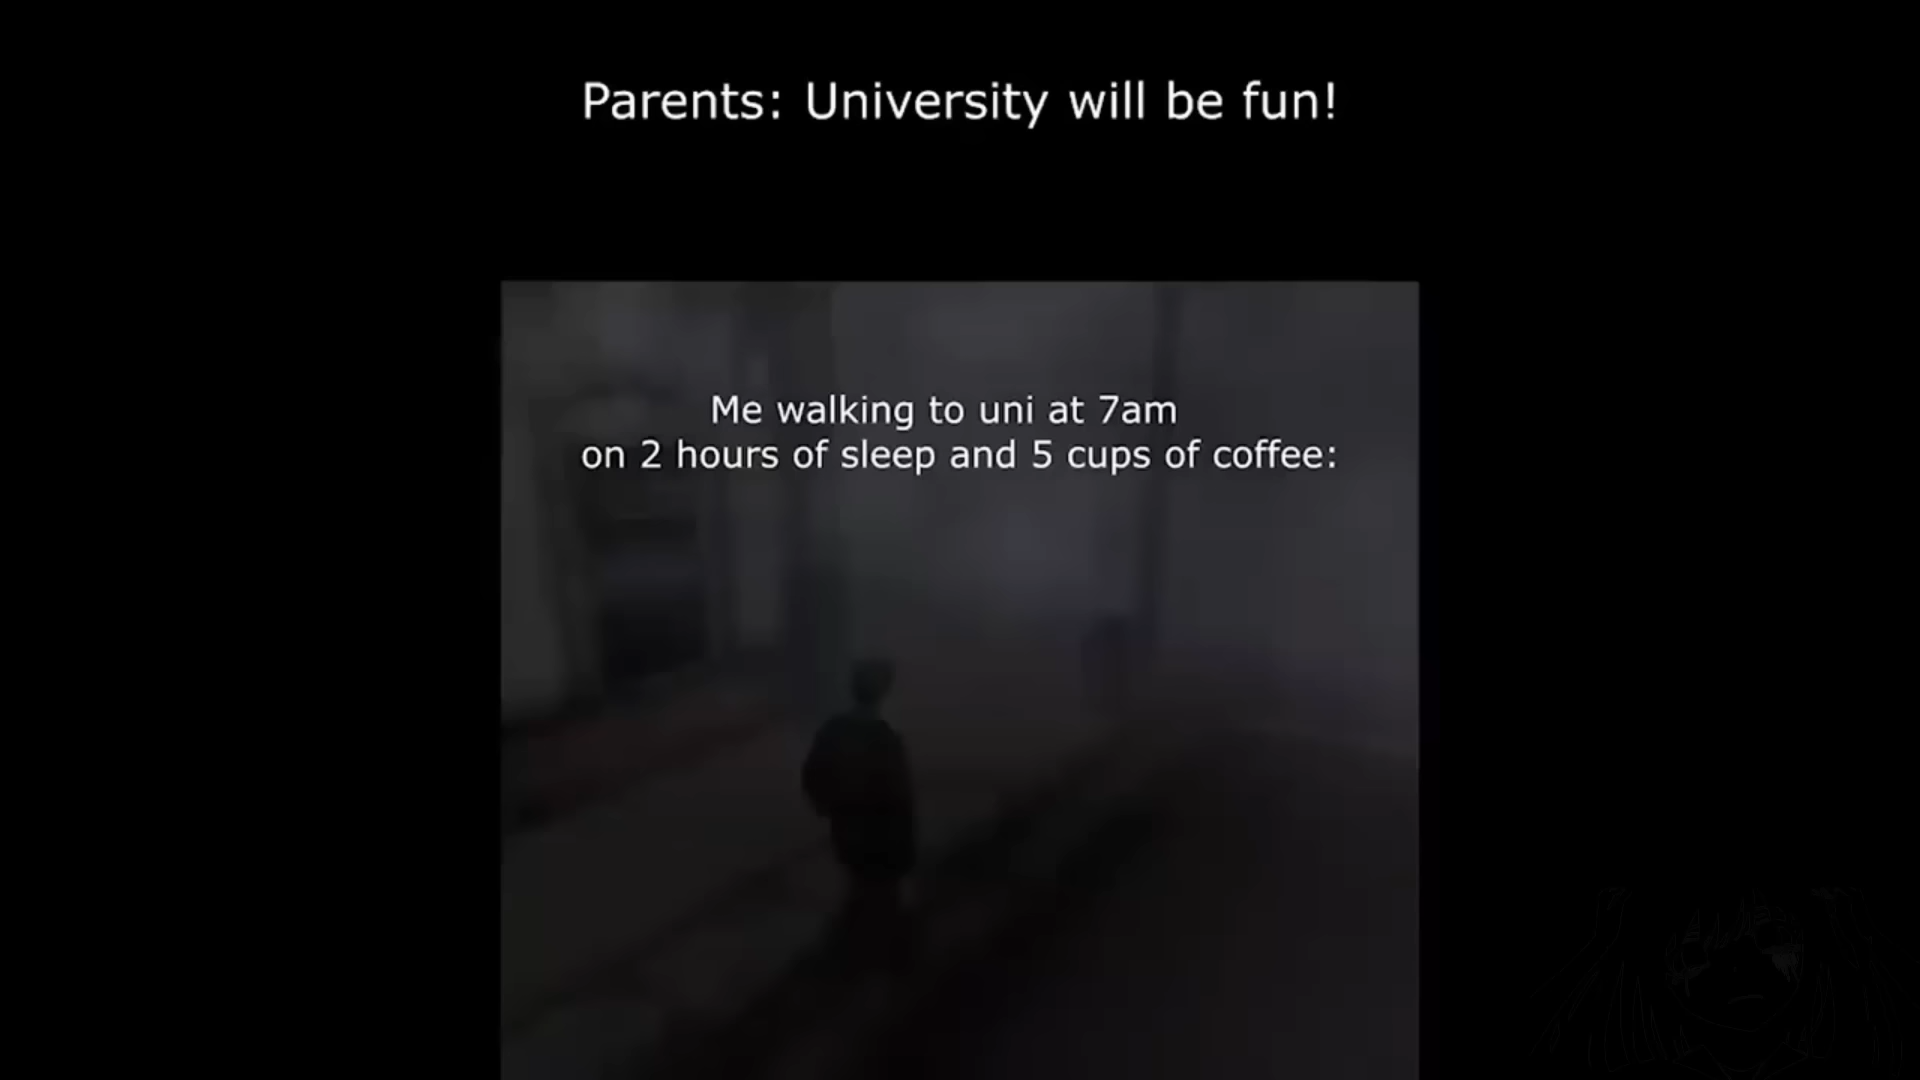 Parents: University will be fun!
Me walking to uni at 7am
on 2 hours of sleep and 5 cups of coffee: